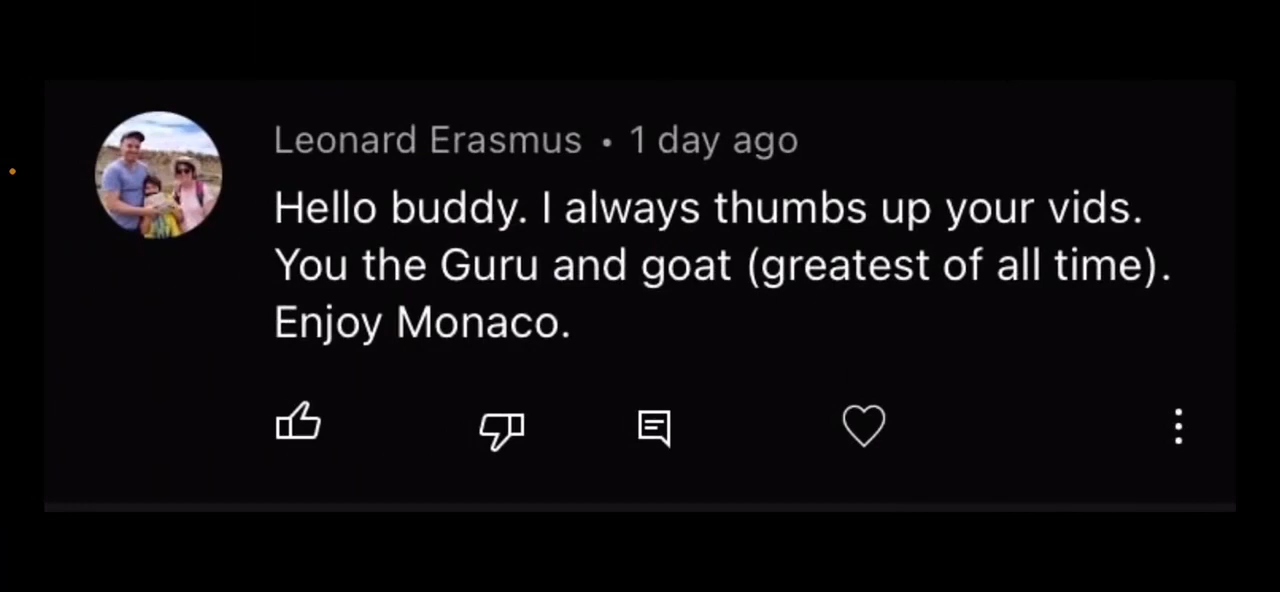 Leonard Erasmus • 1 day ago
Hello buddy. I always thumbs up your vids.
You the Guru and goat (greatest of all time).
Enjoy Monaco.